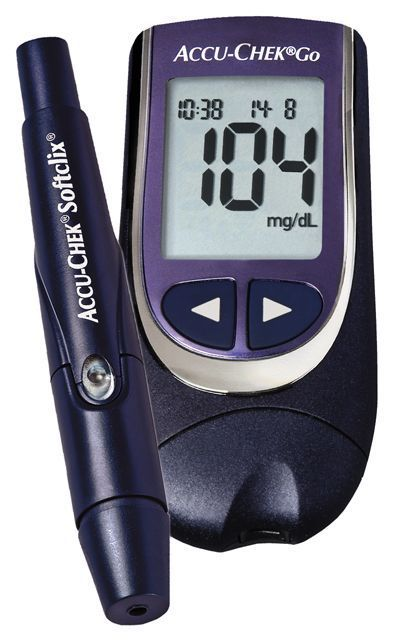 ACCU-CHEK® Go
10:38 14- 8
104
mg/dL
ACCU-CHEK® Softclix®